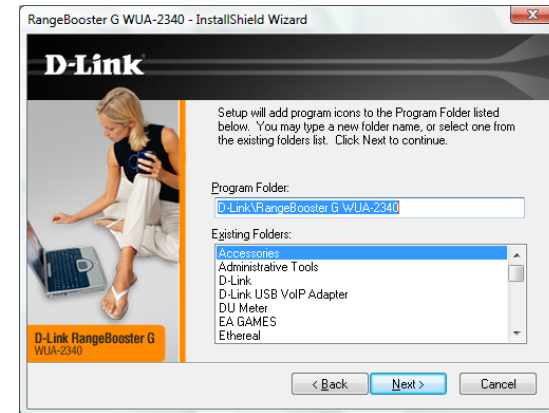 RangeBooster G WUA-2340 - InstallShield Wizard
D-Link
Setup will add program icons to the Program Folder listed
below. You may type a new folder name, or select one from
the existing folders list. Click Next to continue.
Program Folder:
D-Link\RangeBooster G WUA-2340
Existing Folders:
Accessories
Administrative Tools
D-Link
D-Link USB VoIP Adapter
DU Meter
EA GAMES
Ethereal
D-Link RangeBooster G
WUA-2340
< Back
Next >
Cancel